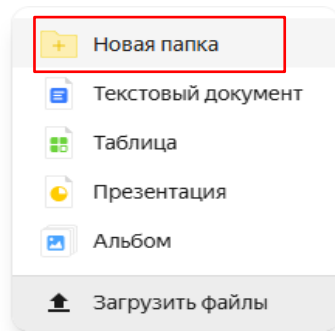 Новая папка
Текстовый документ
Таблица
Презентация
Альбом
Загрузить файлы